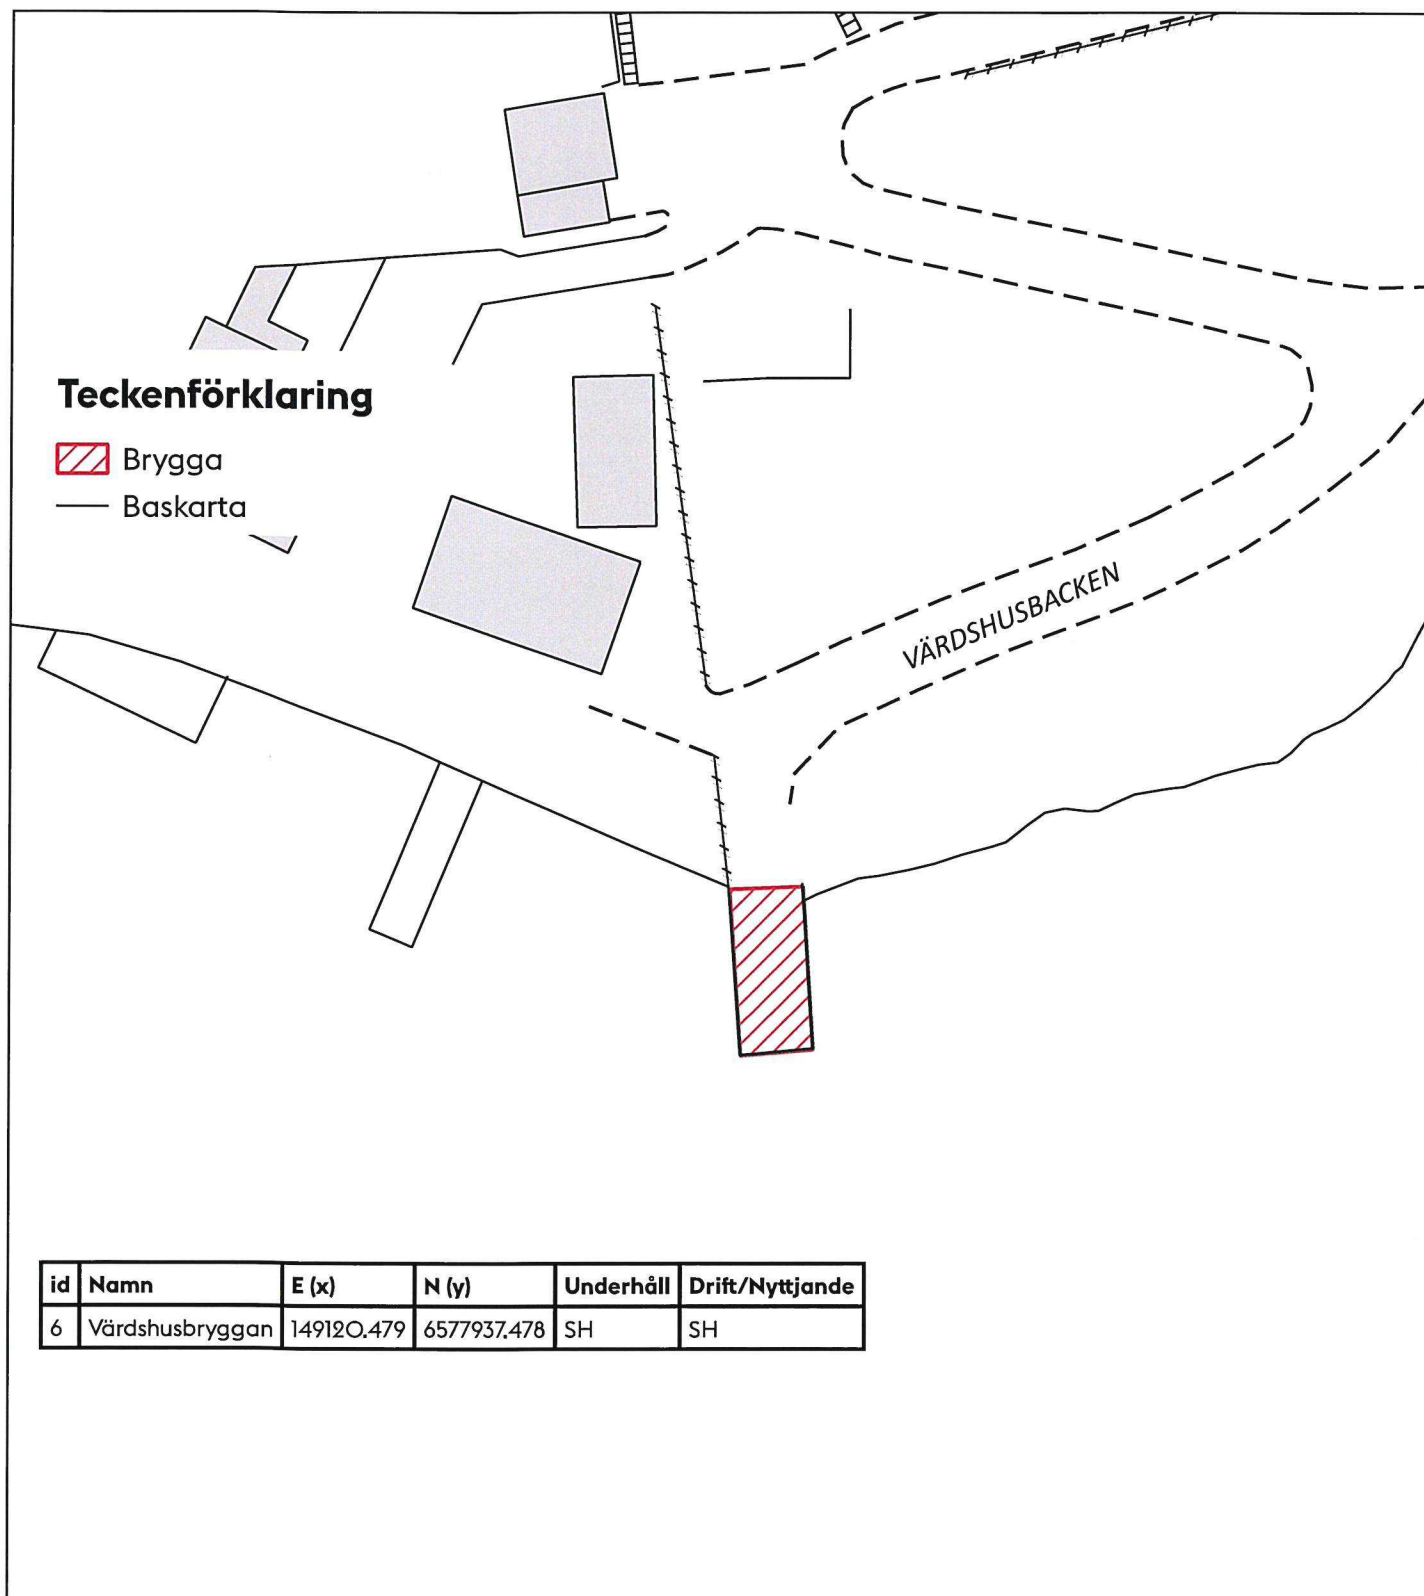 Teckenförklaring
Brygga
Baskarta
VÄRDSHUSBACKEN
id Namn E (x) N (y) Underhåll Drift/Nyttjande
6 Värdshusbryggan 149120.479 6577937.478 SH SH